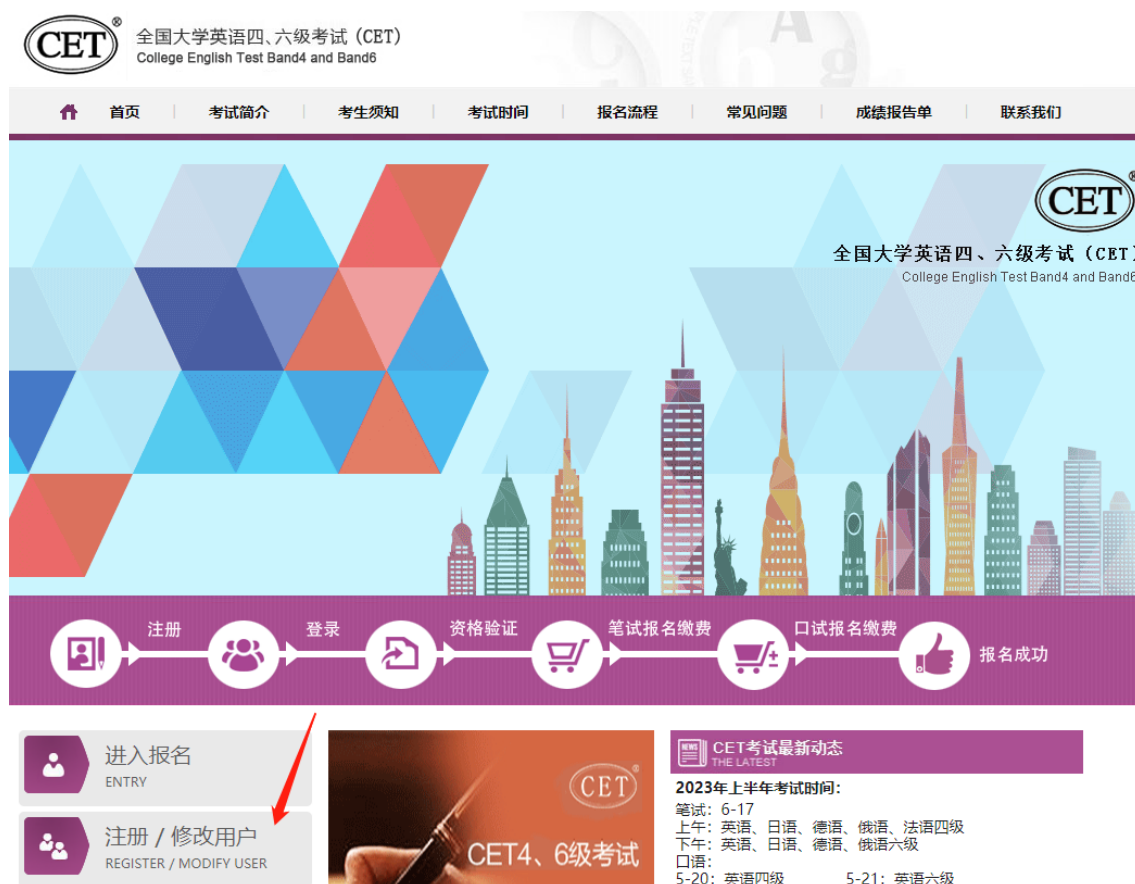 CET®
全国大学英语四、六级考试（CET）
College English Test Band4 and Band6
首页 考试简介 考生须知 考试时间 报名流程 常见问题 成绩报告单 联系我们
CET®
全国大学英语四、六级考试（CET）
College English Test Band4 and Band6
注册 登录 资格验证 笔试报名缴费 口试报名缴费 报名成功
进入报名
ENTRY
注册 / 修改用户
REGISTER / MODIFY USER
CET®
CET4、6级考试
NEWS
CET考试最新动态
THE LATEST
2023年上半年考试时间：
笔试：6-17
上午：英语、日语、德语、俄语、法语四级
下午：英语、日语、德语、俄语六级
口语：
5-20：英语四级 5-21：英语六级